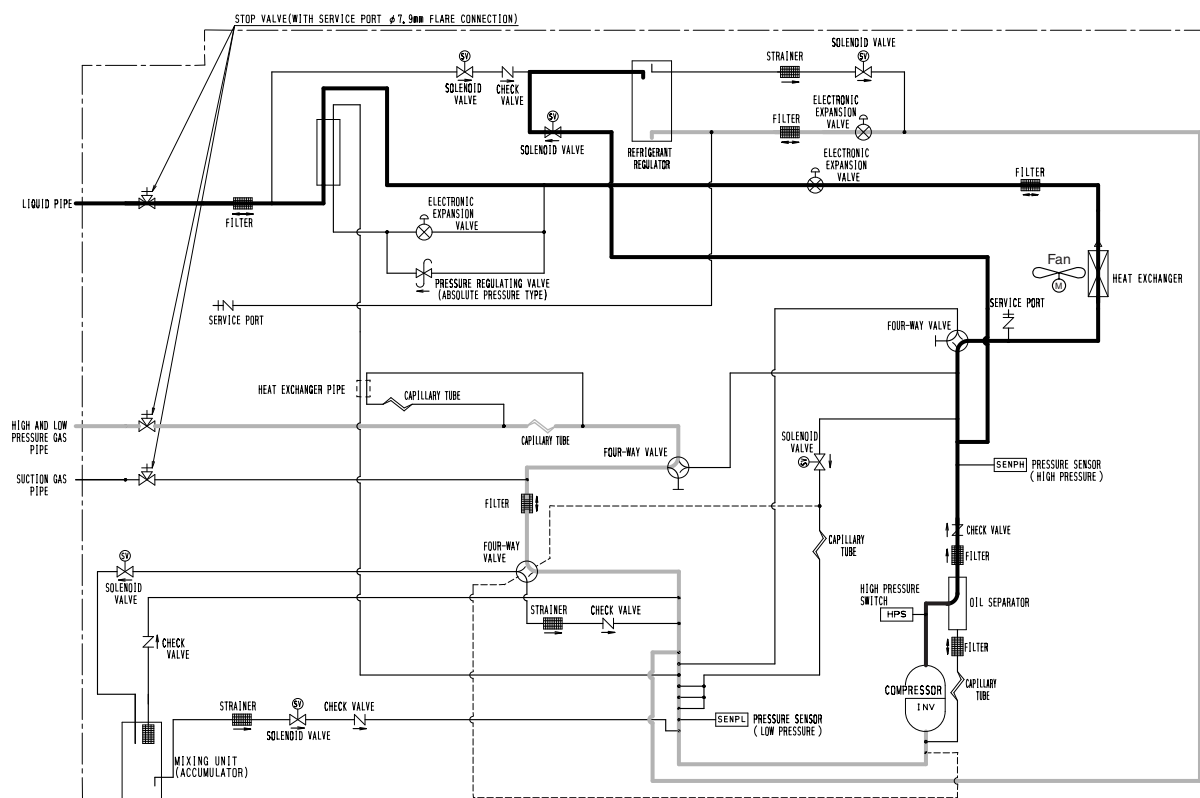 STOP VALVE(WITH SERVICE PORT φ7.9mm FLARE CONNECTION)
SV
SOLENOID
VALVE
CHECK
VALVE
SV
SOLENOID VALVE
REFRIGERANT
REGULATOR
STRAINER
SOLENOID VALVE
SV
FILTER
ELECTRONIC
EXPANSION
VALVE
ELECTRONIC
EXPANSION
VALVE
FILTER
LIQUID PIPE
FILTER
ELECTRONIC
EXPANSION
VALVE
PRESSURE REGULATING VALVE
(ABSOLUTE PRESSURE TYPE)
SERVICE PORT
Fan
M
HEAT EXCHANGER
SERVICE PORT
FOUR-WAY VALVE
HEAT EXCHANGER PIPE
CAPILLARY TUBE
CAPILLARY TUBE
HIGH AND LOW
PRESSURE GAS
PIPE
SUCTION GAS
PIPE
FOUR-WAY VALVE
SOLENOID
VALVE
SV
SENPH
PRESSURE SENSOR
(HIGH PRESSURE)
FILTER
FOUR-WAY
VALVE
CAPILLARY
TUBE
CHECK VALVE
FILTER
SV
SOLENOID
VALVE
STRAINER
CHECK VALVE
HIGH PRESSURE
SWITCH
HPS
OIL SEPARATOR
CHECK
VALVE
FILTER
COMPRESSOR
INV
CAPILLARY
TUBE
STRAINER
SV
SOLENOID VALVE
CHECK VALVE
SENPL
PRESSURE SENSOR
(LOW PRESSURE)
MIXING UNIT
(ACCUMULATOR)